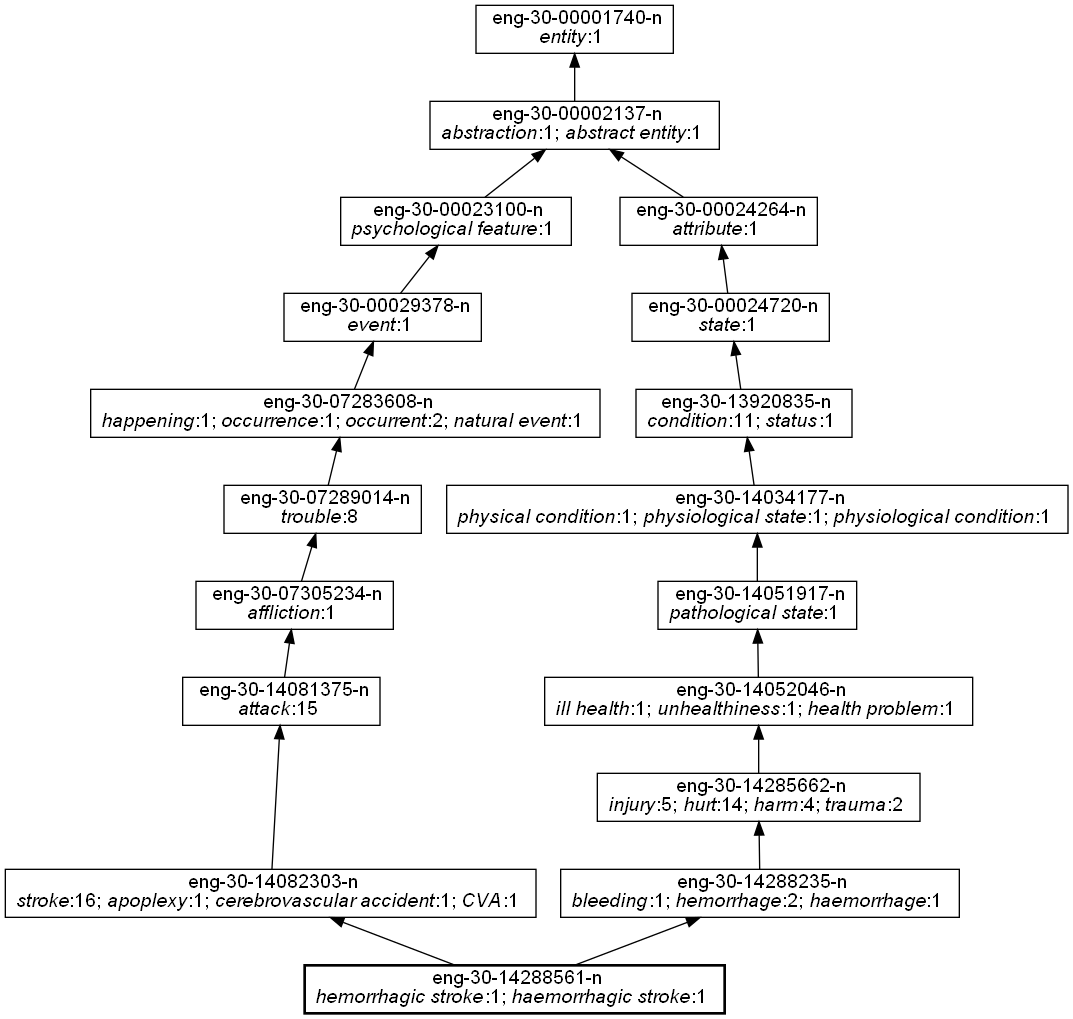 eng-30-00001740-n
entity:1
eng-30-00002137-n
abstraction:1; abstract entity:1
eng-30-00023100-n
psychological feature:1
eng-30-00024264-n
attribute:1
eng-30-00029378-n
event:1
eng-30-00024720-n
state:1
eng-30-07283608-n
happening:1; occurrence:1; occurrent:2; natural event:1
eng-30-13920835-n
condition:11; status:1
eng-30-07289014-n
trouble:8
eng-30-14034177-n
physical condition:1; physiological state:1; physiological condition:1
eng-30-07305234-n
affliction:1
eng-30-14051917-n
pathological state:1
eng-30-14081375-n
attack:15
eng-30-14052046-n
ill health:1; unhealthiness:1; health problem:1
eng-30-14285662-n
injury:5; hurt:14; harm:4; trauma:2
eng-30-14082303-n
stroke:16; apoplexy:1; cerebrovascular accident:1; CVA:1
eng-30-14288235-n
bleeding:1; hemorrhage:2; haemorrhage:1
eng-30-14288561-n
hemorrhagic stroke:1; haemorrhagic stroke:1